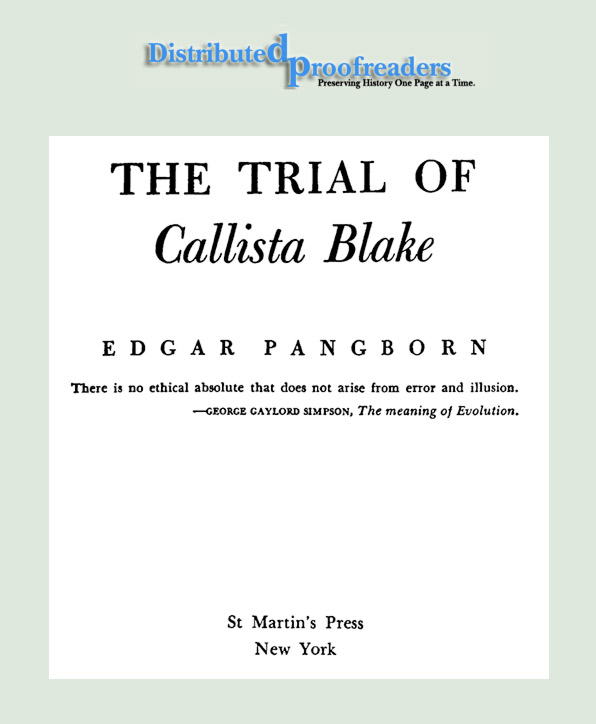 Distributed Proofreaders
Preserving History One Page at a Time.
THE TRIAL OF
Callista Blake
EDGAR PANGBORN
There is no ethical absolute that does not arise from error and illusion.
—GEORGE GAYLORD SIMPSON, The meaning of Evolution.
St Martin's Press
New York